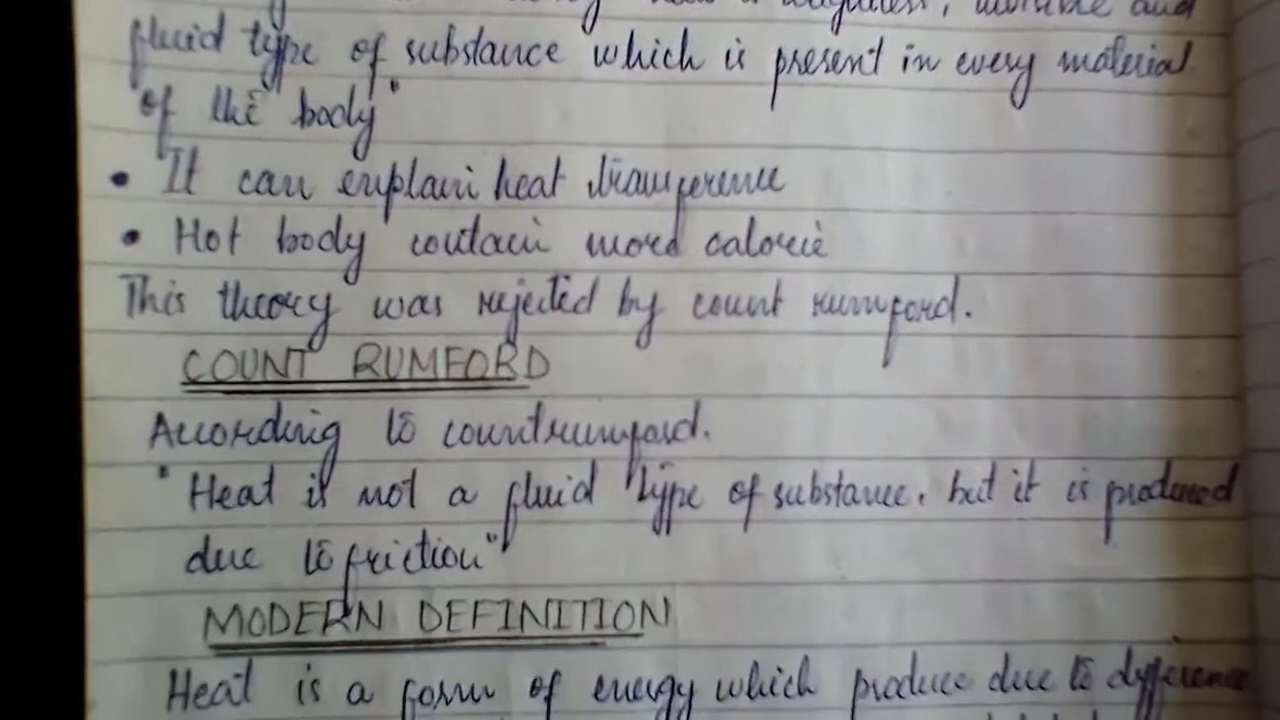 weightless, invisible and
fluid type of substance which is present in every material
of the body"
• It can explain heat transference
• Hot body contain more calorie
This theory was rejected by count rumford.
COUNT RUMFORD
According to countrumford.
"Heat is not a fluid type of substance. but it is produced
due to friction"
MODERN DEFINITION
Heat is a form of energy which produce due to difference